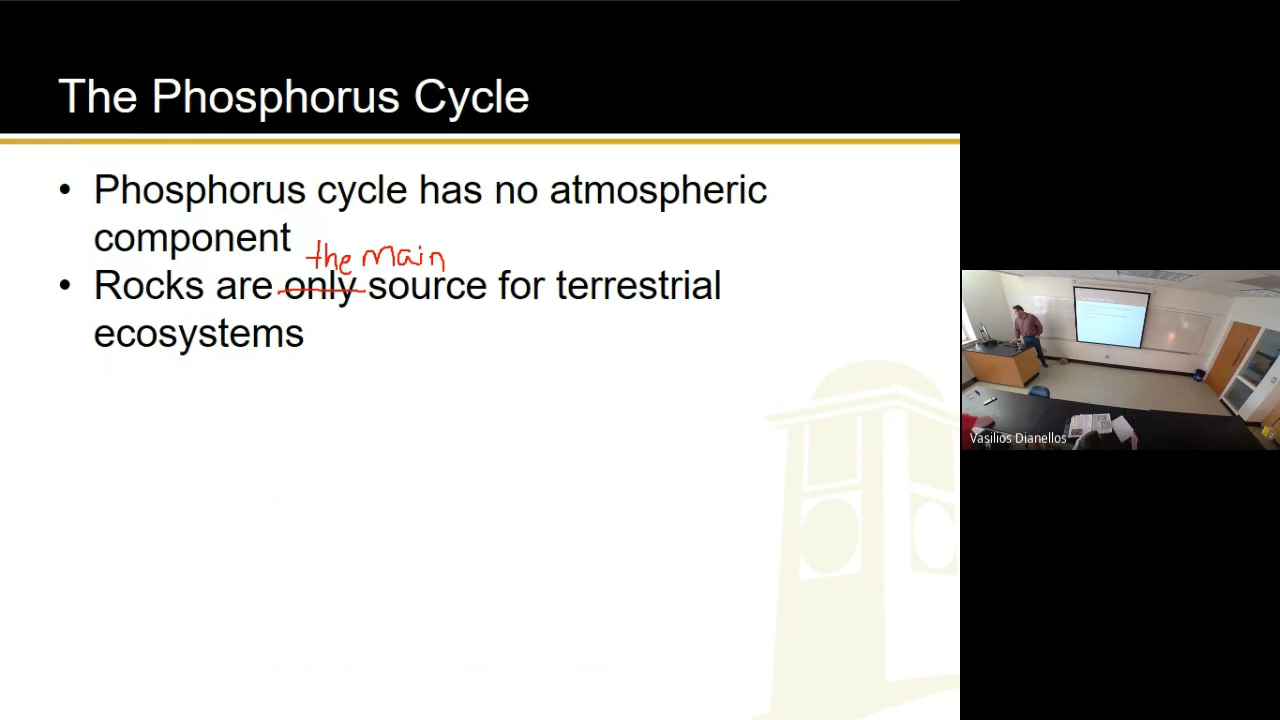 The Phosphorus Cycle
• Phosphorus cycle has no atmospheric
component
the main
• Rocks are only source for terrestrial
ecosystems
Vasilios Dianellos